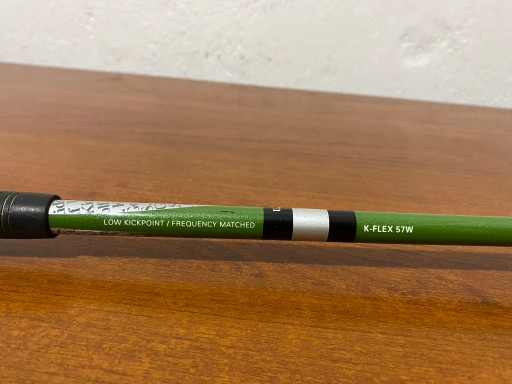 LOW KICKPOINT / FREQUENCY MATCHED
K-FLEX 57W